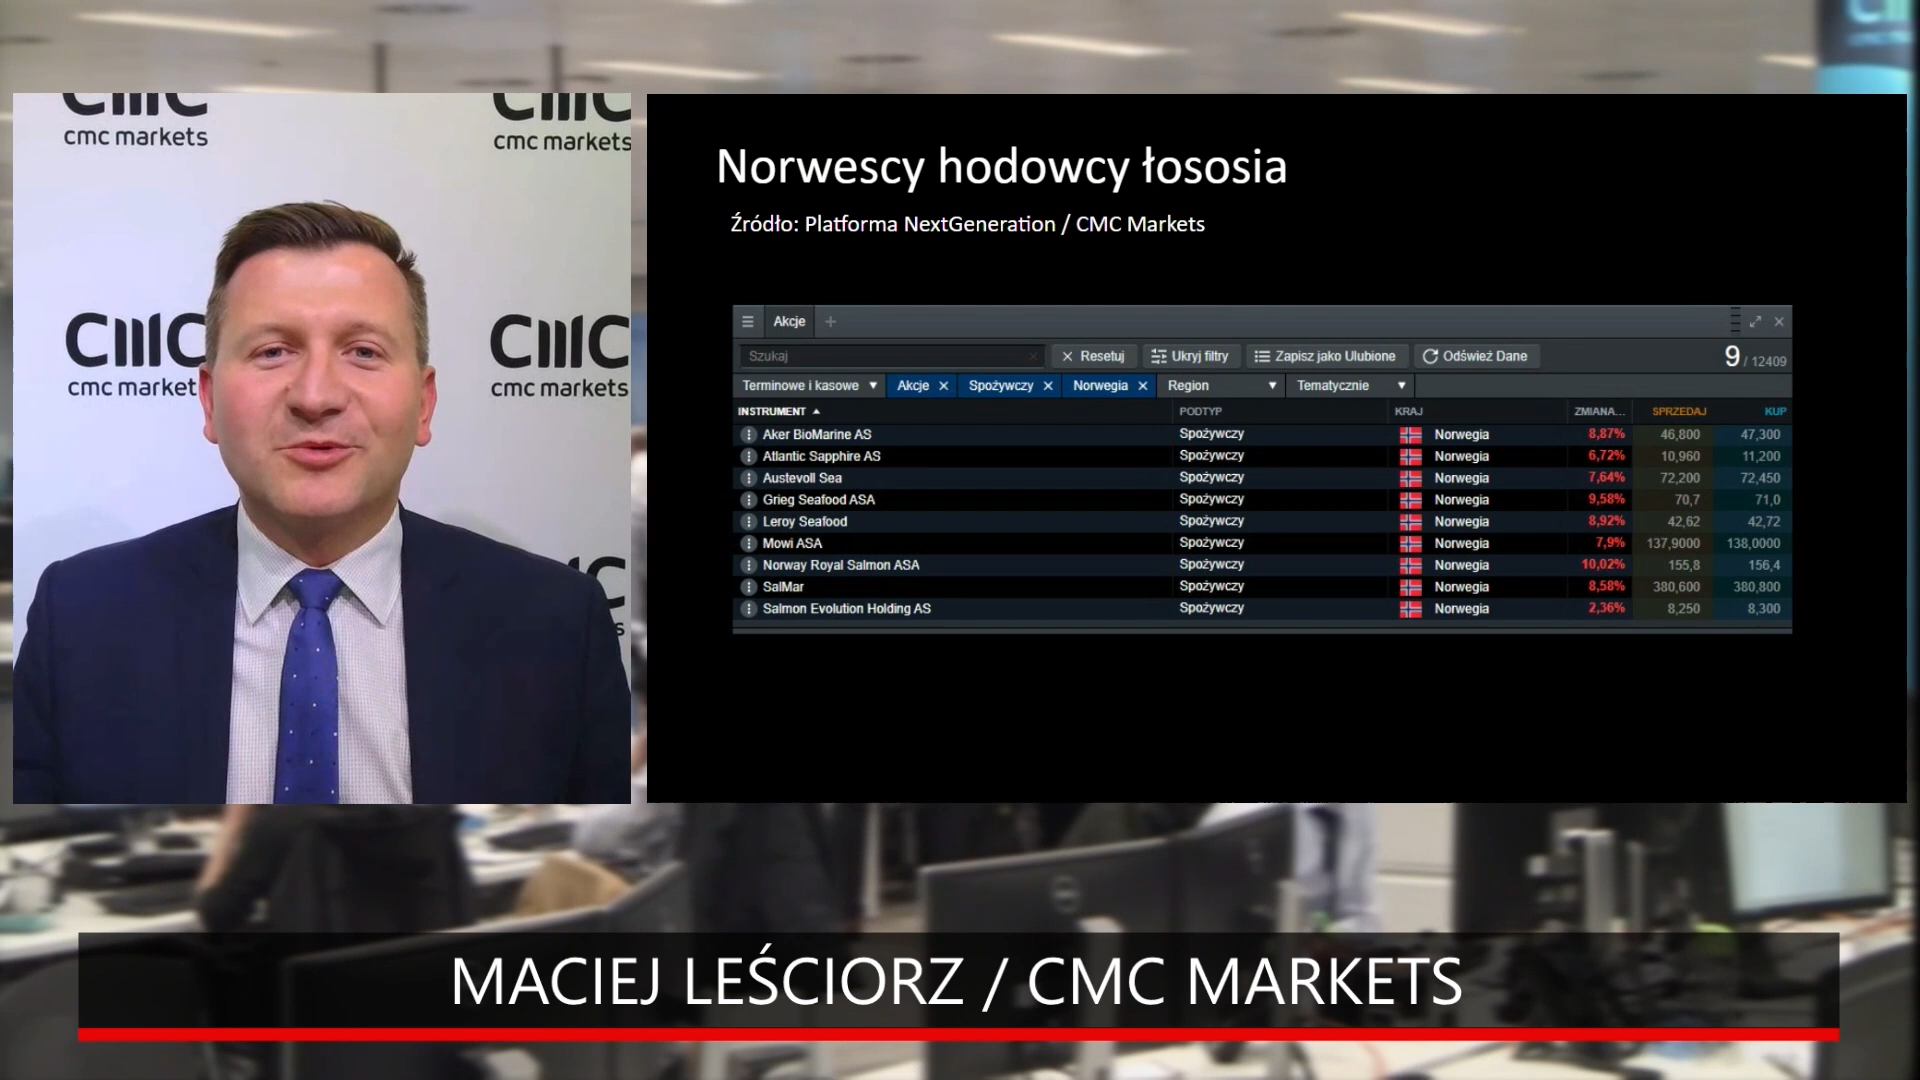 CMC
cmc markets
CMC
cmc markets
CMC
cmc market
CMC
cmc markets
Norwescy hodowcy łososia
Źródło: Platforma NextGeneration / CMC Markets
Akcje +
Szukaj × Resetuj Ukryj filtry Zapisz jako Ulubione Odśwież Dane 9 / 12409
Terminowe i kasowe Akcje × Spożywczy × Norwegia × Region Tematycznie
INSTRUMENT PODTYP KRAJ ZMIANA... SPRZEDAJ KUP
Aker BioMarine AS Spożywczy Norwegia 8,87% 46,800 47,300
Atlantic Sapphire AS Spożywczy Norwegia 6,72% 10,960 11,200
Austevoll Sea Spożywczy Norwegia 7,64% 72,200 72,450
Grieg Seafood ASA Spożywczy Norwegia 9,58% 70,7 71,0
Leroy Seafood Spożywczy Norwegia 8,92% 42,62 42,72
Mowi ASA Spożywczy Norwegia 7,9% 137,9000 138,0000
Norway Royal Salmon ASA Spożywczy Norwegia 10,02% 155,8 156,4
SalMar Spożywczy Norwegia 8,58% 380,600 380,800
Salmon Evolution Holding AS Spożywczy Norwegia 2,36% 8,250 8,300
MACIEJ LEŚCIORZ / CMC MARKETS